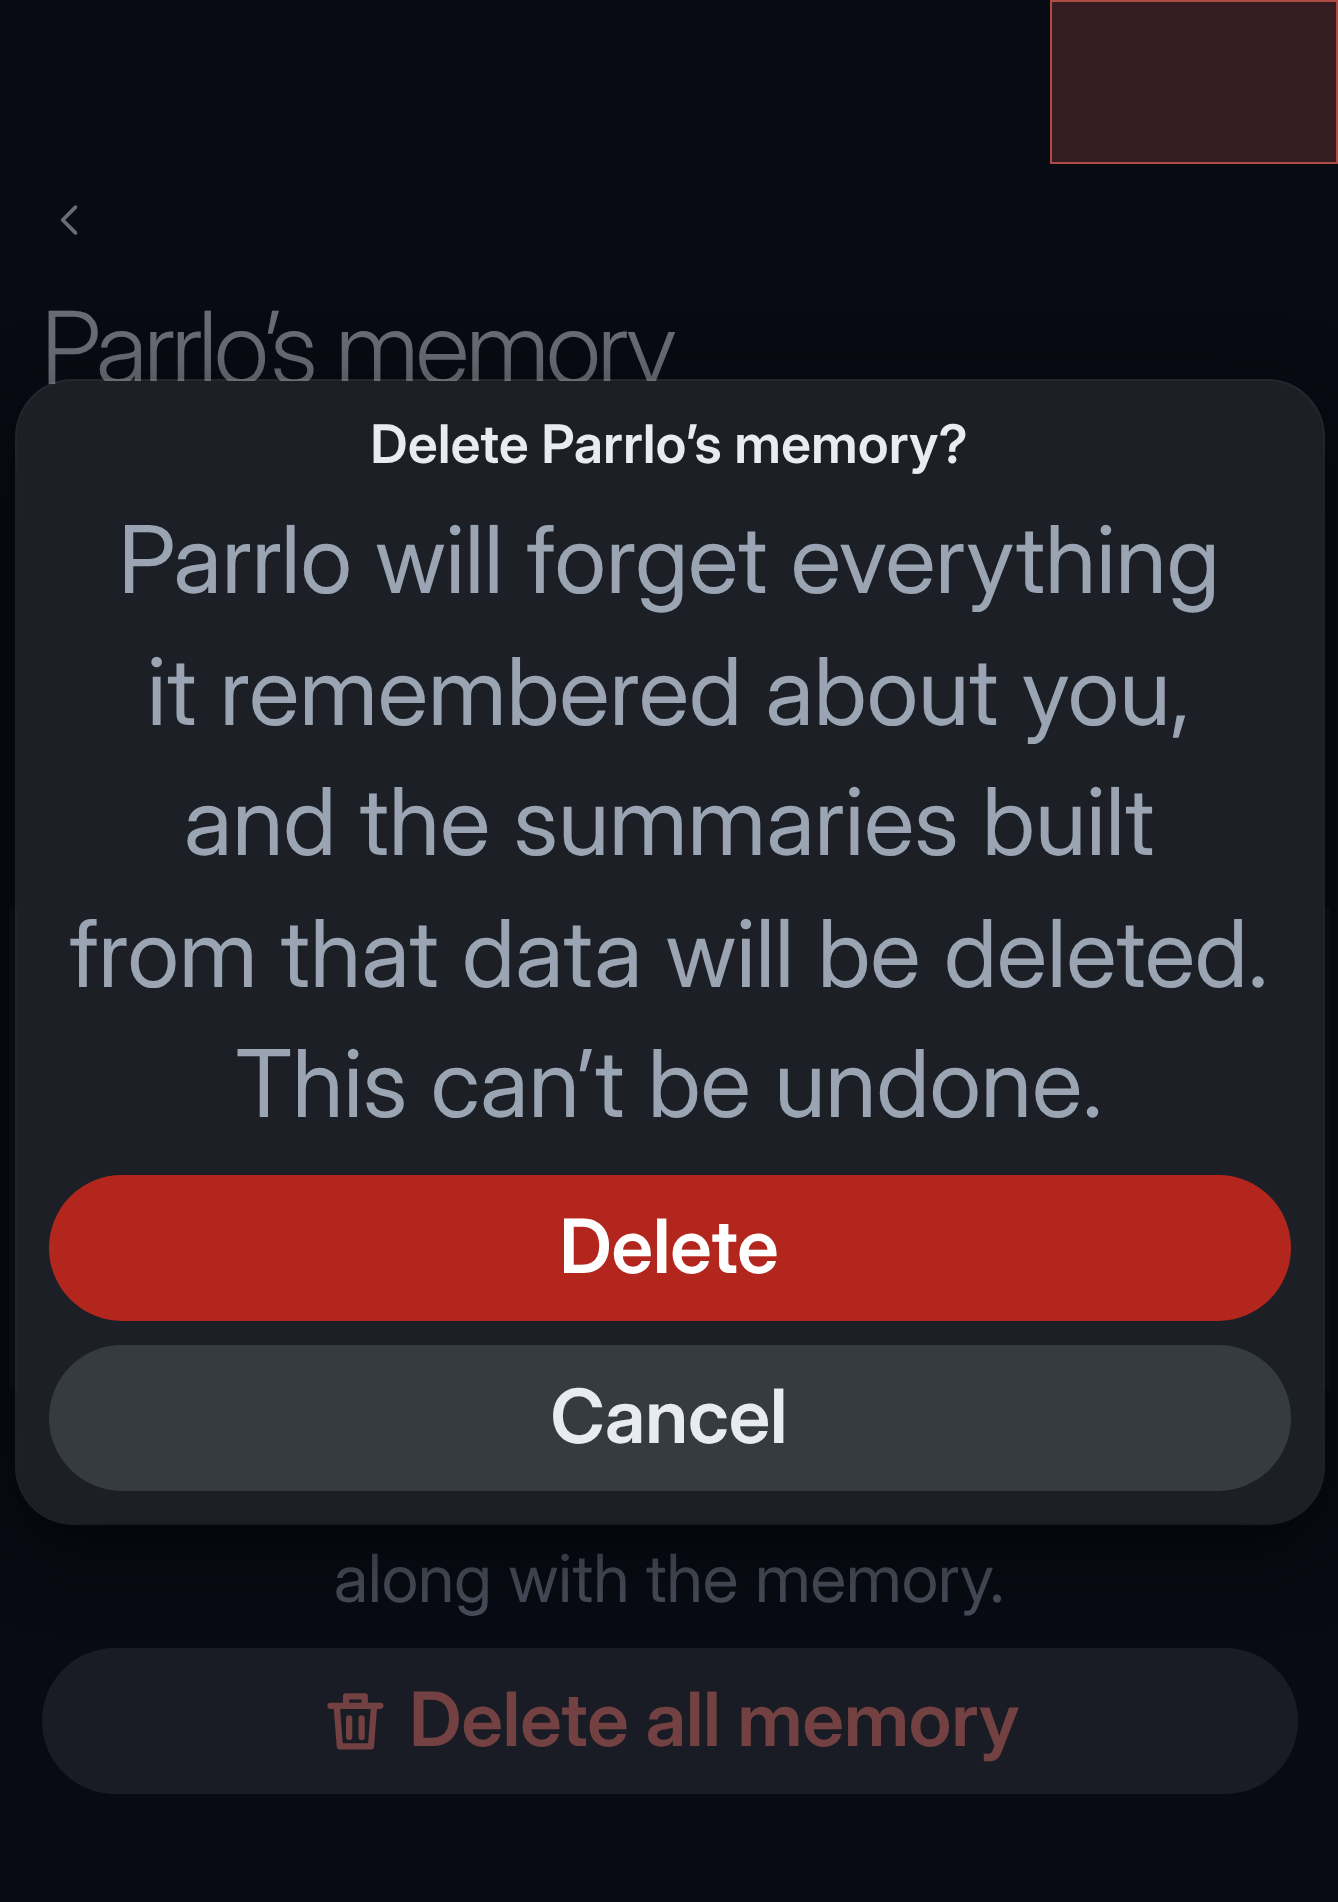 Parrlo’s memory
Delete Parrlo’s memory?
Parrlo will forget everything
it remembered about you,
and the summaries built
from that data will be deleted.
This can’t be undone.
Delete
Cancel
along with the memory.
Delete all memory